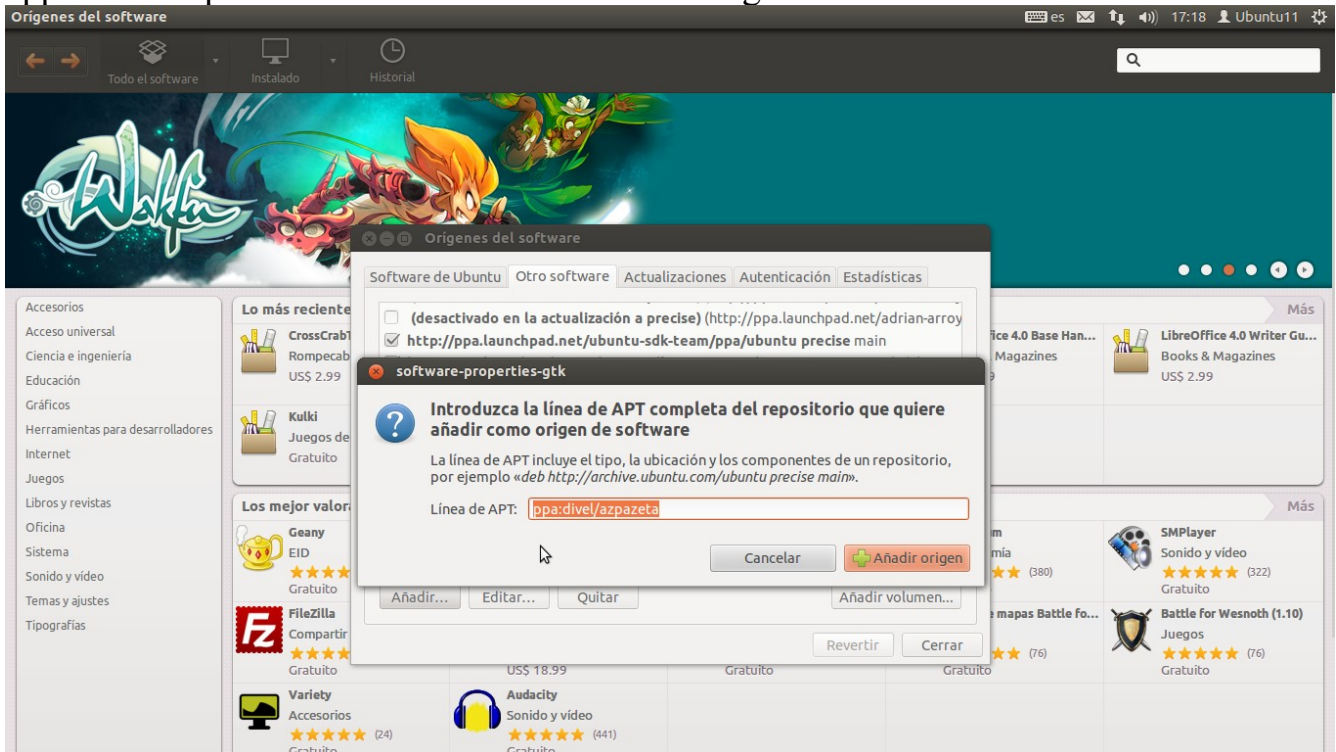 Orígenes del software
es
17:18
Ubuntu11
Todo el software
Instalado
Historial
Wakfu
Orígenes del software
Software de Ubuntu
Otro software
Actualizaciones
Autenticación
Estadísticas
(desactivado en la actualización a precise) (http://ppa.launchpad.net/adrian-arroy
http://ppa.launchpad.net/ubuntu-sdk-team/ppa/ubuntu precise main
software-properties-gtk
Introduzca la línea de APT completa del repositorio que quiere
añadir como origen de software
La línea de APT incluye el tipo, la ubicación y los componentes de un repositorio,
por ejemplo «deb http://archive.ubuntu.com/ubuntu precise main».
Línea de APT:
ppa:divel/azpazeta
Cancelar
Añadir origen
Añadir...
Editar...
Quitar
Añadir volumen...
Revertir
Cerrar
Accesorios
Acceso universal
Ciencia e ingeniería
Educación
Gráficos
Herramientas para desarrolladores
Internet
Juegos
Libros y revistas
Oficina
Sistema
Sonido y vídeo
Temas y ajustes
Tipografías
Lo más reciente
Más
CrossCrab
Rompecab
US$ 2.99
ice 4.0 Base Han...
Magazines
LibreOffice 4.0 Writer Gu...
Books & Magazines
US$ 2.99
Kulki
Juegos de
Gratuito
Los mejor valor
Más
Geany
EID
Gratuito
(380)
SMPlayer
Sonido y vídeo
(322)
Gratuito
FileZilla
Compartir
Gratuito
US$ 18.99
Gratuito
e mapas Battle fo...
(76)
Gratuito
Battle for Wesnoth (1.10)
Juegos
(76)
Gratuito
Variety
Accesorios
(24)
Gratuito
Audacity
Sonido y vídeo
(441)
Gratuito